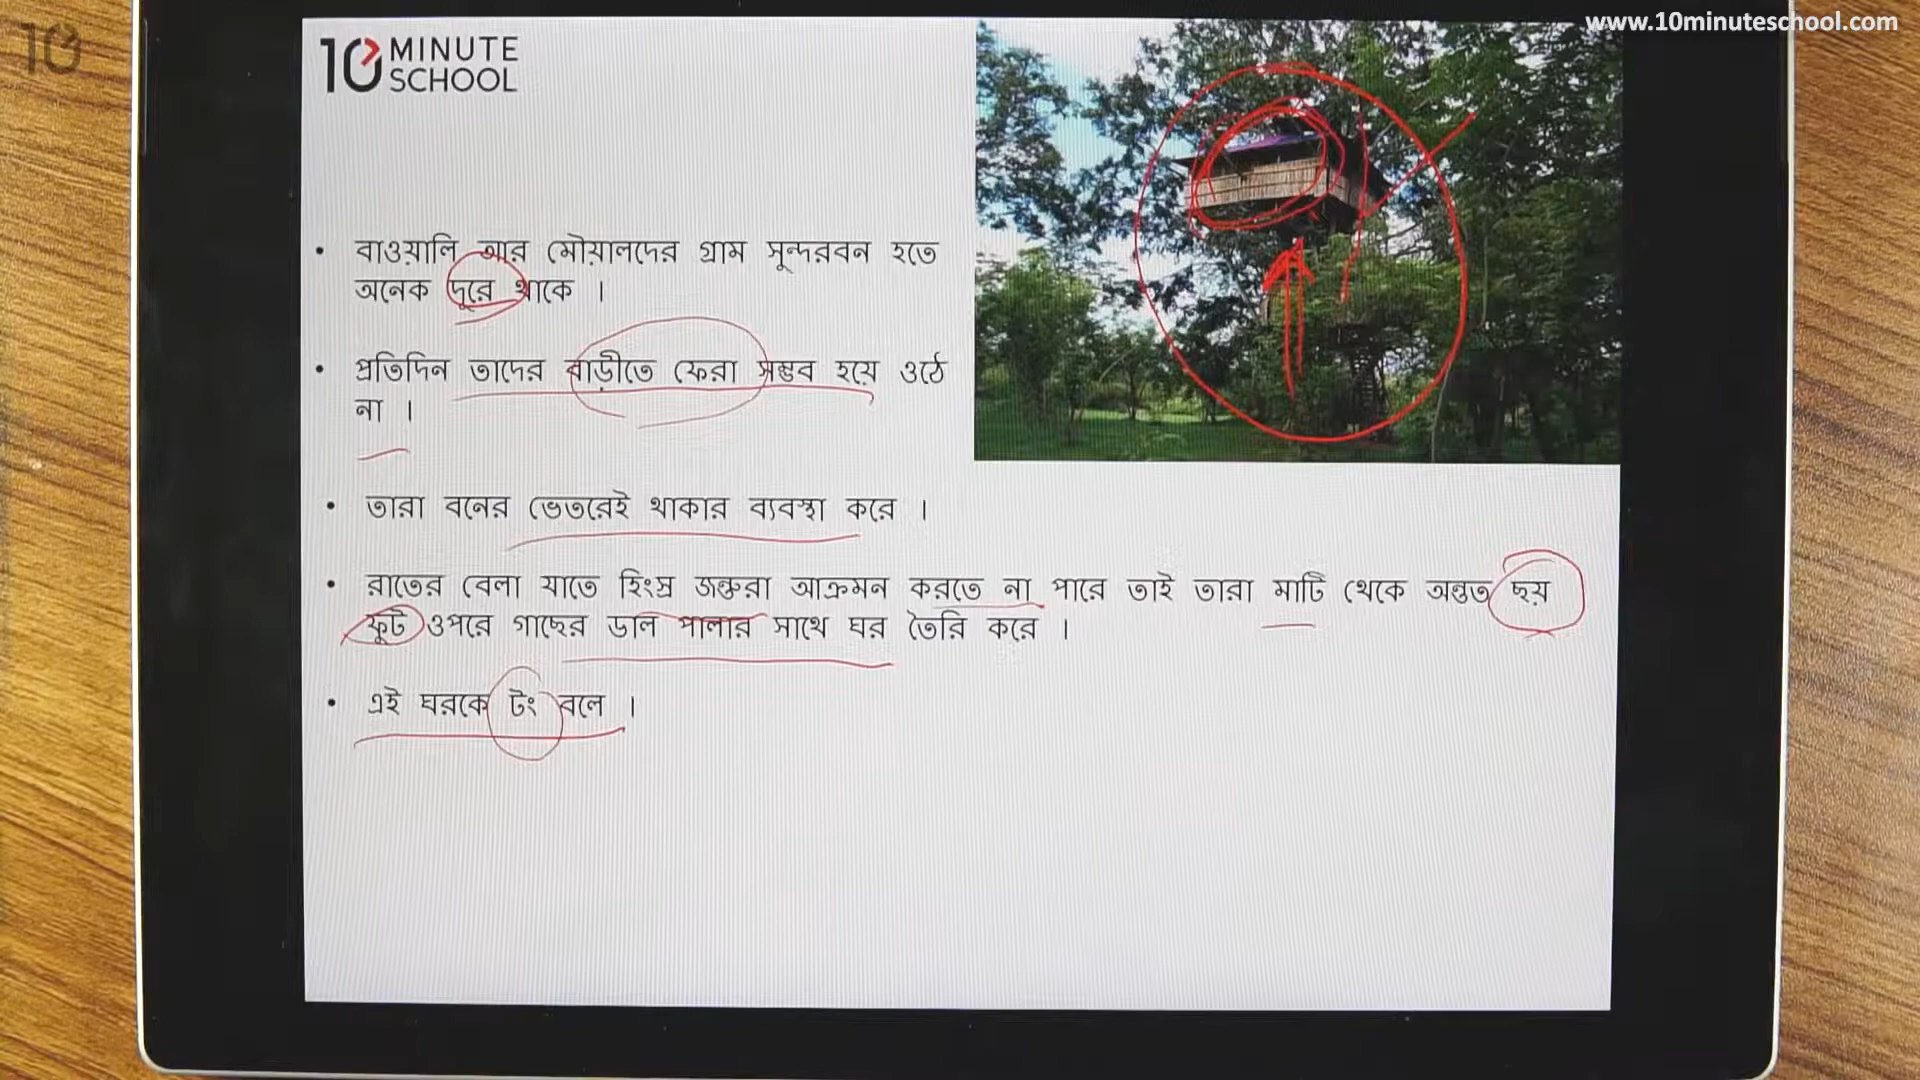 10
www.10minuteschool.com
10 MINUTE
SCHOOL
• বাওয়ালি আর মৌয়ালদের গ্রাম সুন্দরবন হতে
অনেক দূরে থাকে ।
• প্রতিদিন তাদের বাড়ীতে ফেরা সম্ভব হয়ে ওঠে
না ।
• তারা বনের ভেতরেই থাকার ব্যবস্থা করে ।
• রাতের বেলা যাতে হিংস্র জন্তুরা আক্রমন করতে না পারে তাই তারা মাটি থেকে অন্তত ছয়
ফুট ওপরে গাছের ডাল পালার সাথে ঘর তৈরি করে ।
• এই ঘরকে টং বলে ।